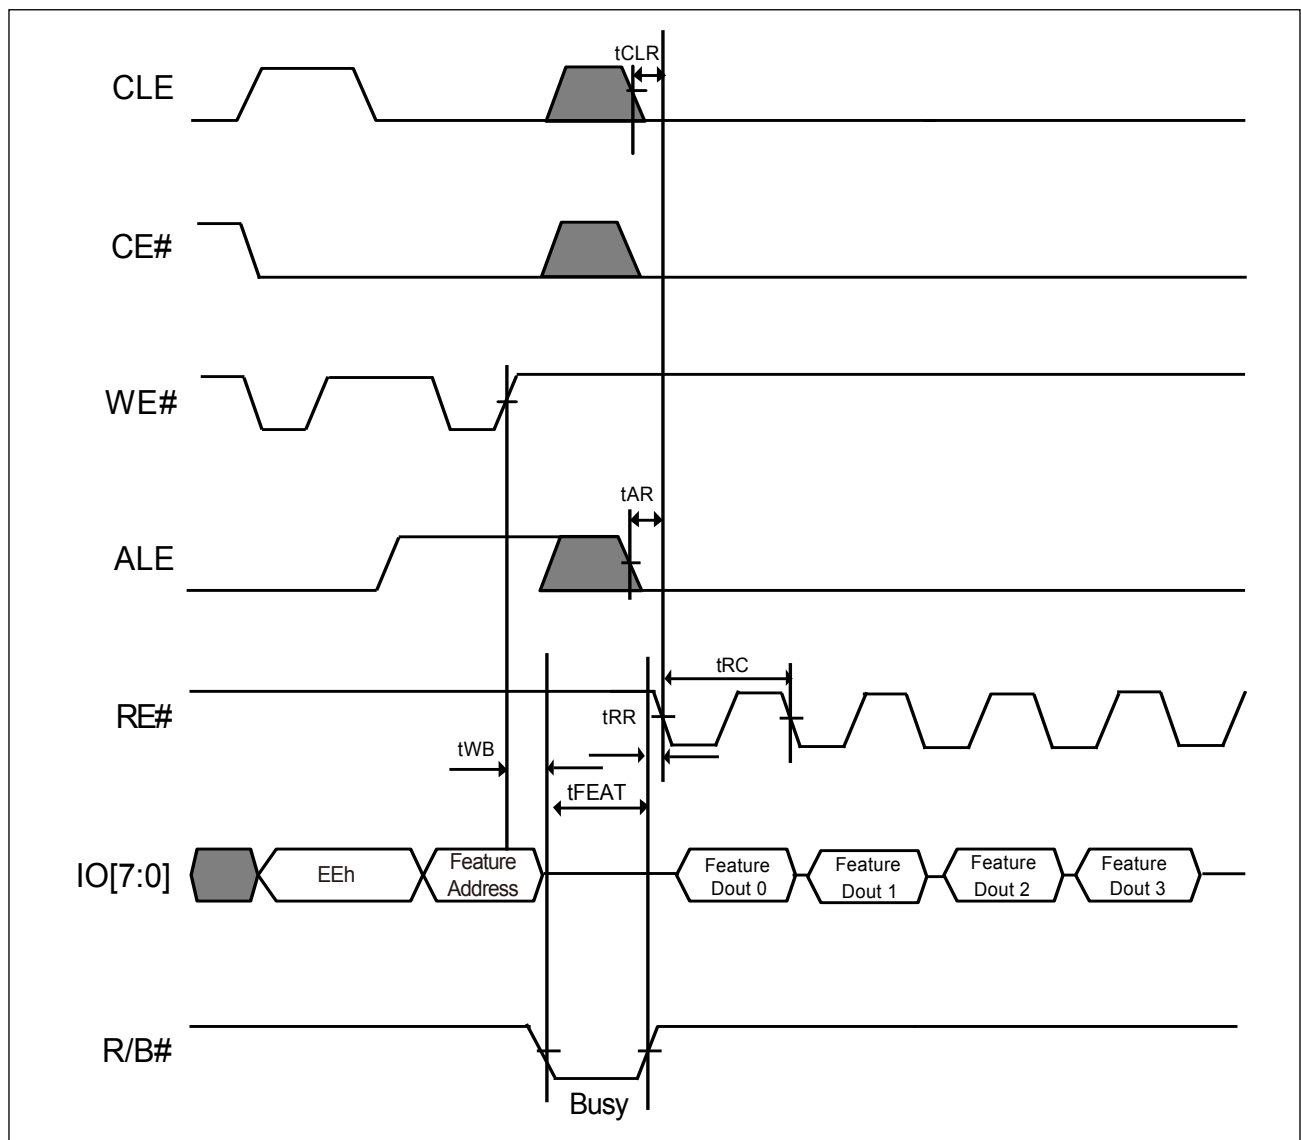 tCLR
CLE
CE#
WE#
tAR
ALE
tRC
RE#
tRR
tWB
tFEAT
IO[7:0]
EEh
Feature
Address
Feature
Dout 0
Feature
Dout 1
Feature
Dout 2
Feature
Dout 3
R/B#
Busy